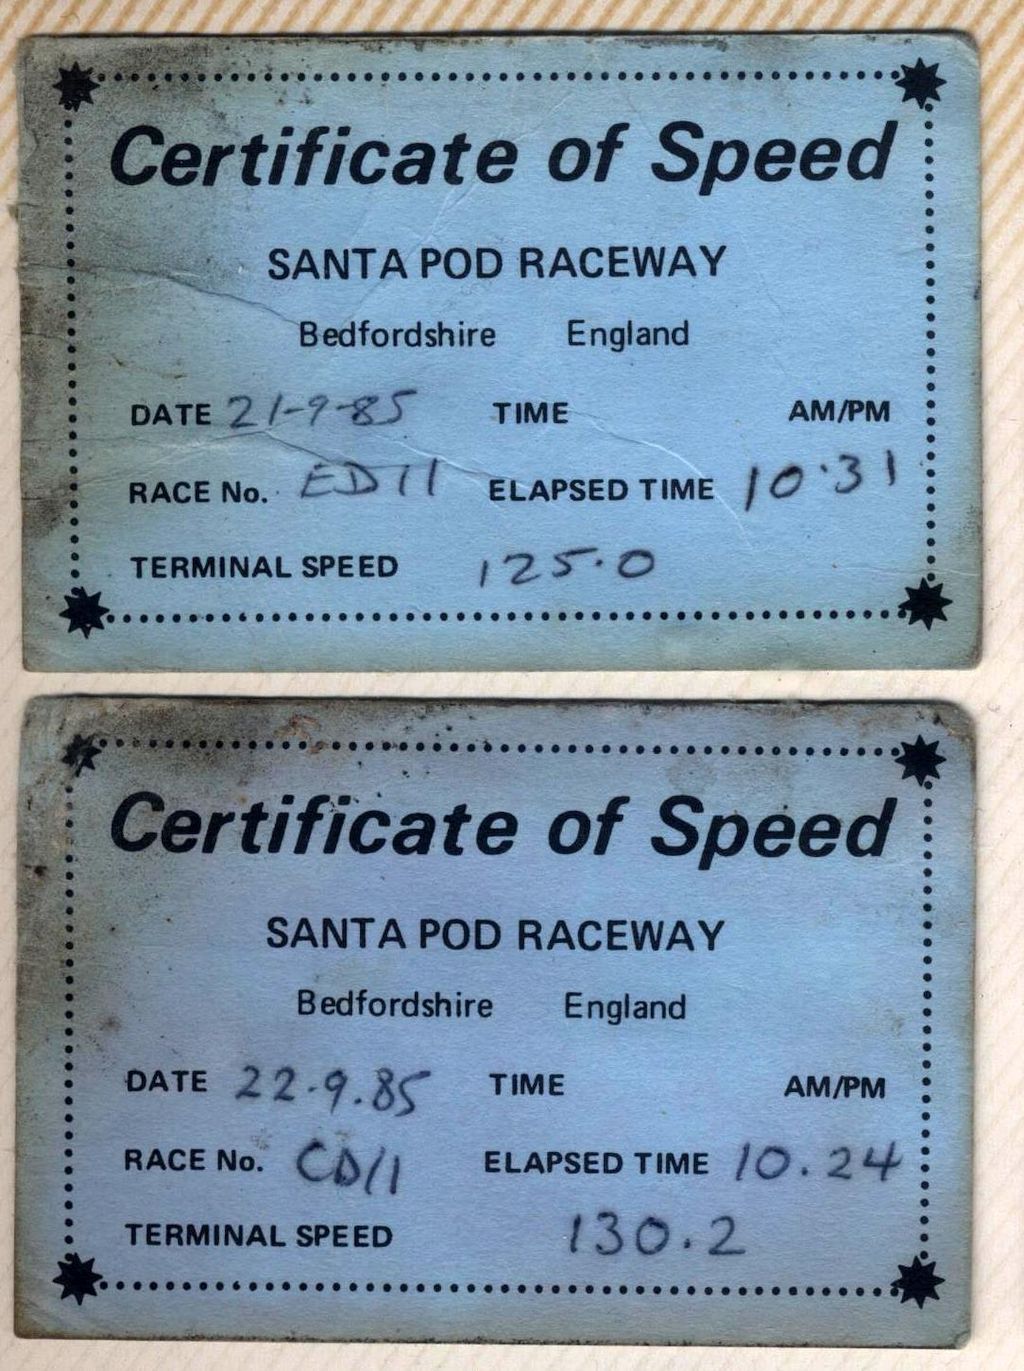 Certificate of Speed
SANTA POD RACEWAY
Bedfordshire England
DATE 21-9-85 TIME AM/PM
RACE No. ED11 ELAPSED TIME 10.31
TERMINAL SPEED 125.0
Certificate of Speed
SANTA POD RACEWAY
Bedfordshire England
DATE 22.9.85 TIME AM/PM
RACE No. CD11 ELAPSED TIME 10.24
TERMINAL SPEED 130.2